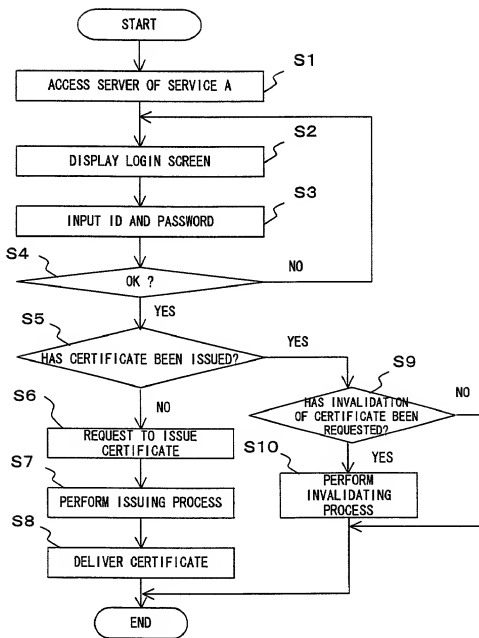 START
S1
ACCESS SERVER OF SERVICE A
S2
DISPLAY LOGIN SCREEN
S3
INPUT ID AND PASSWORD
S4
OK ?
NO
YES
S5
HAS CERTIFICATE BEEN ISSUED?
YES
NO
S9
HAS INVALIDATION
OF CERTIFICATE BEEN
REQUESTED?
NO
YES
S6
REQUEST TO ISSUE
CERTIFICATE
S10
PERFORM
INVALIDATING
PROCESS
S7
PERFORM ISSUING PROCESS
S8
DELIVER CERTIFICATE
END